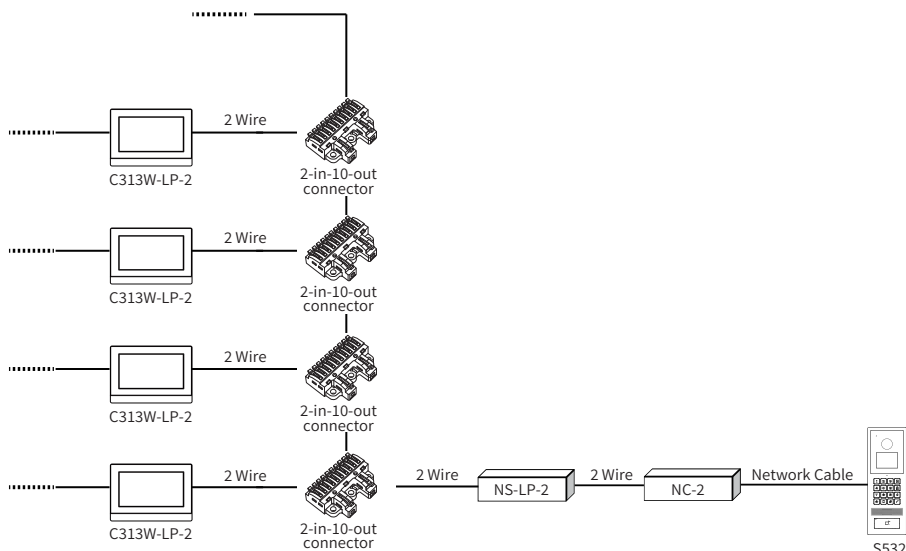 2 Wire
C313W-LP-2
2-in-10-out
connector
2 Wire
C313W-LP-2
2-in-10-out
connector
2 Wire
C313W-LP-2
2-in-10-out
connector
2 Wire
C313W-LP-2
2-in-10-out
connector
2 Wire
NS-LP-2
2 Wire
NC-2
Network Cable
S532